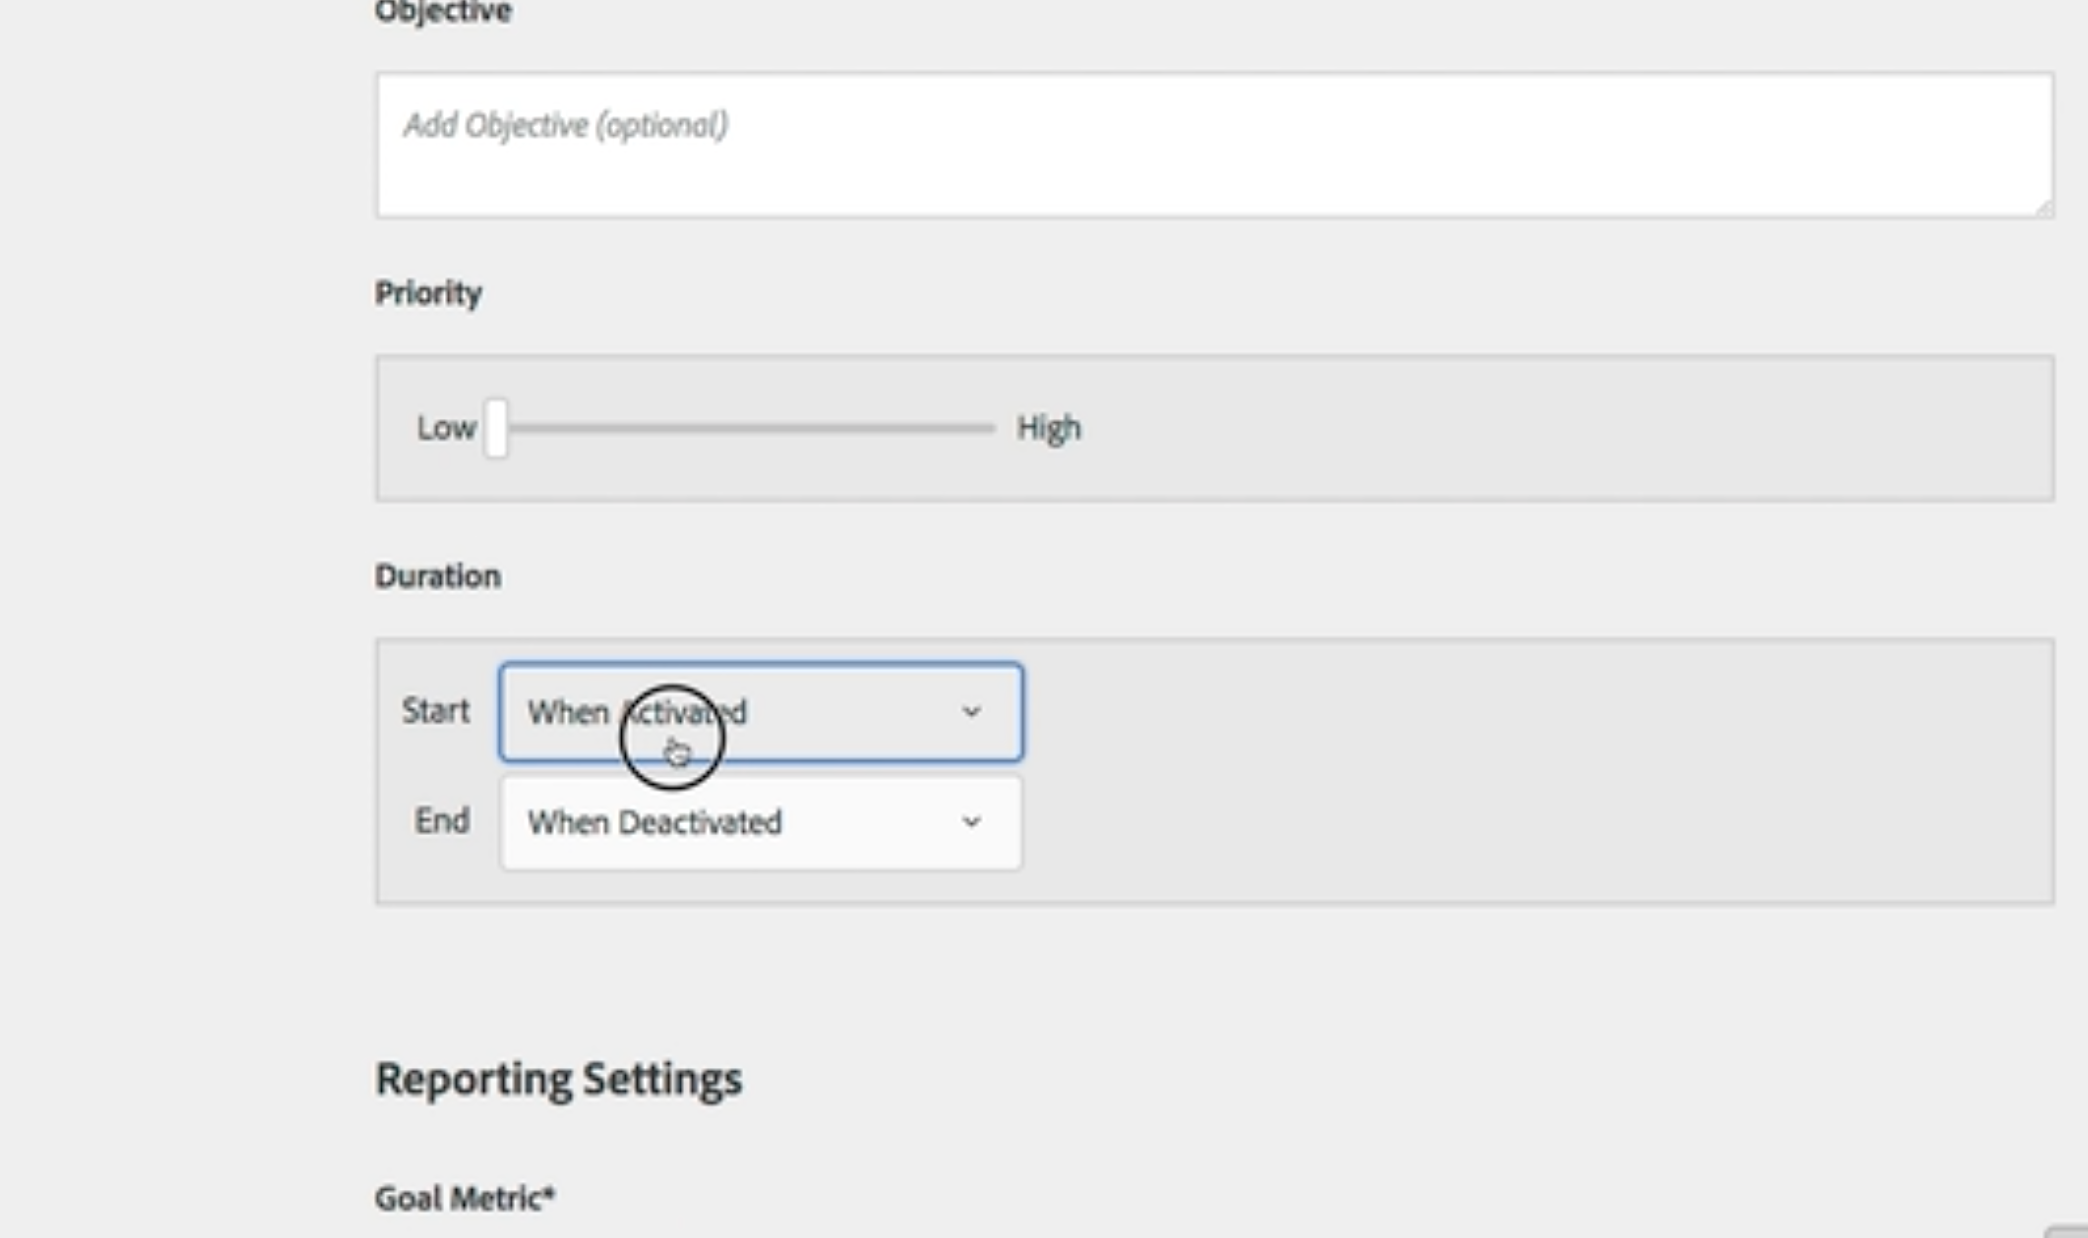 Objective
Add Objective (optional)
Priority
Low High
Duration
Start When Activated
End When Deactivated
Reporting Settings
Goal Metric*